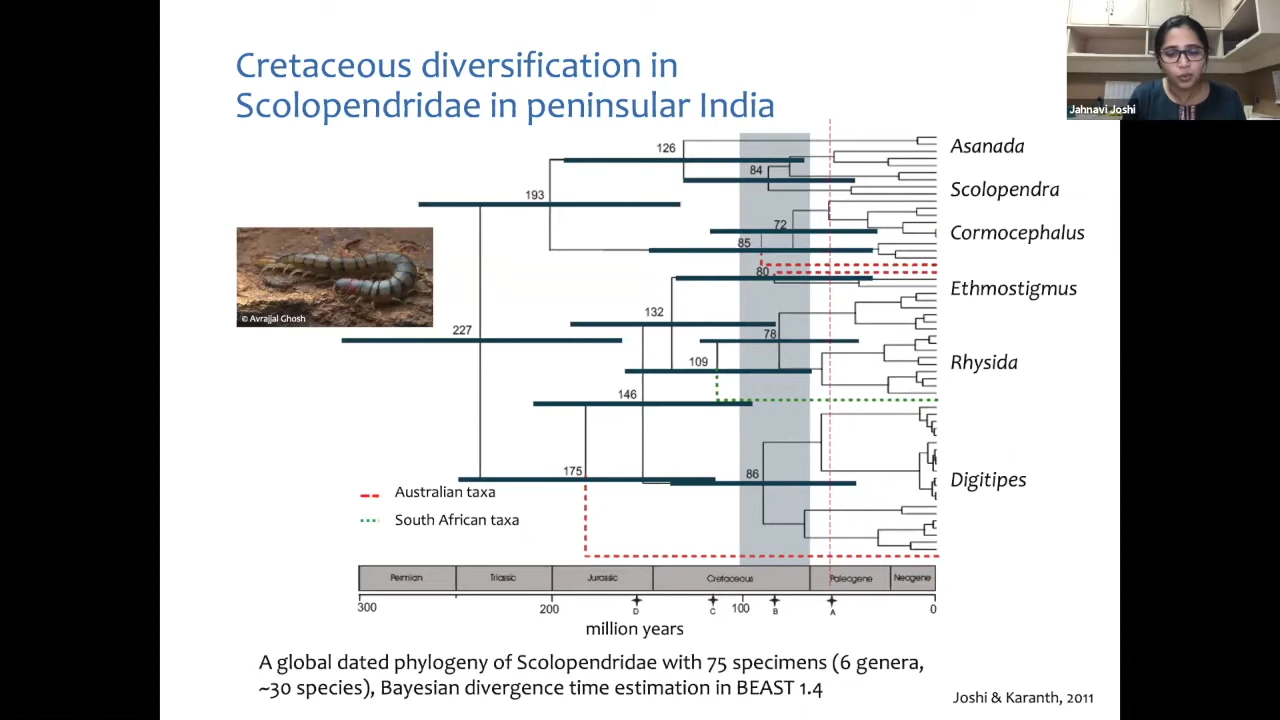 Cretaceous diversification in
Scolopendridae in peninsular India
Jahnavi Joshi
© Avrajjal Ghosh
126
84
193
72
85
80
132
78
227
109
146
175
86
Asanada
Scolopendra
Cormocephalus
Ethmostigmus
Rhysida
Digitipes
Australian taxa
South African taxa
Permian Triassic Jurassic Cretaceous Paleogene Neogene
300 200 D C 100 B A 0
million years
A global dated phylogeny of Scolopendridae with 75 specimens (6 genera,
~30 species), Bayesian divergence time estimation in BEAST 1.4
Joshi & Karanth, 2011